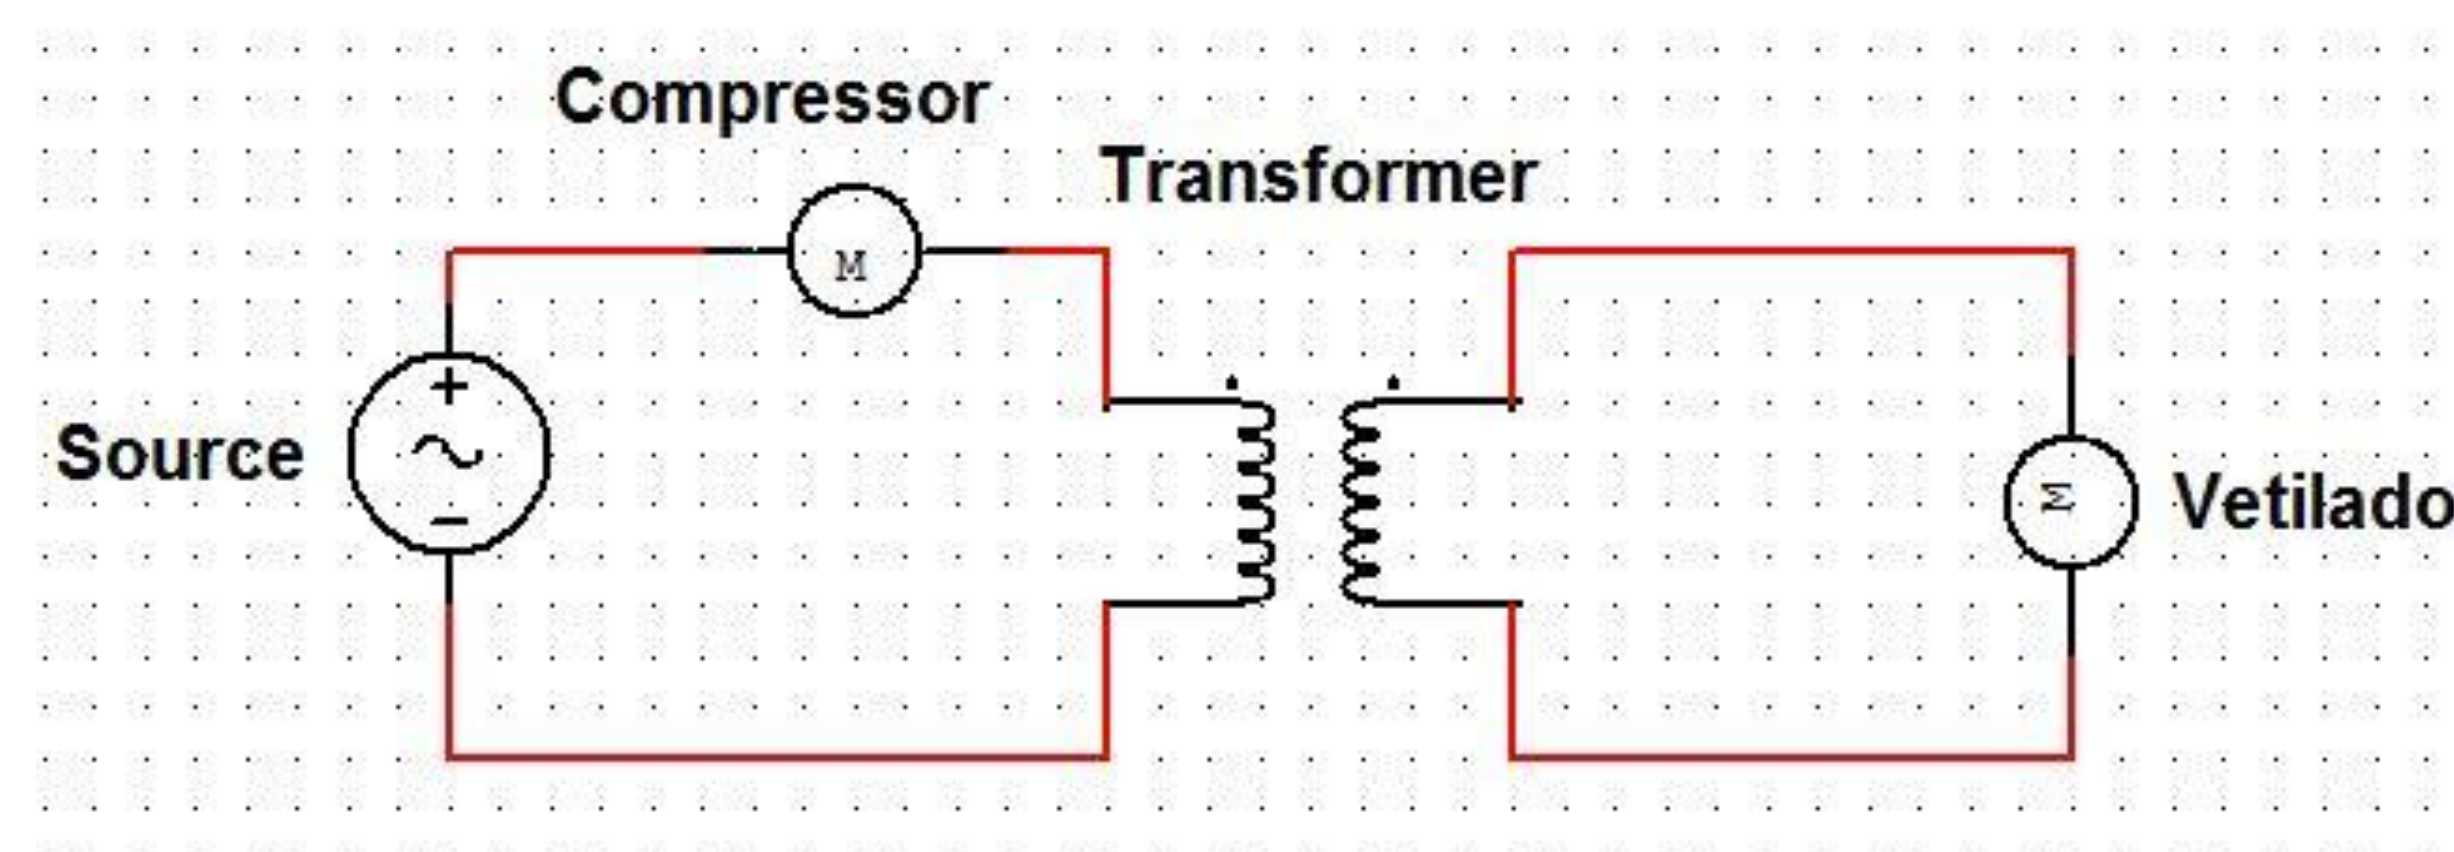 Compressor
Transformer
M
Source
M
Vetilado